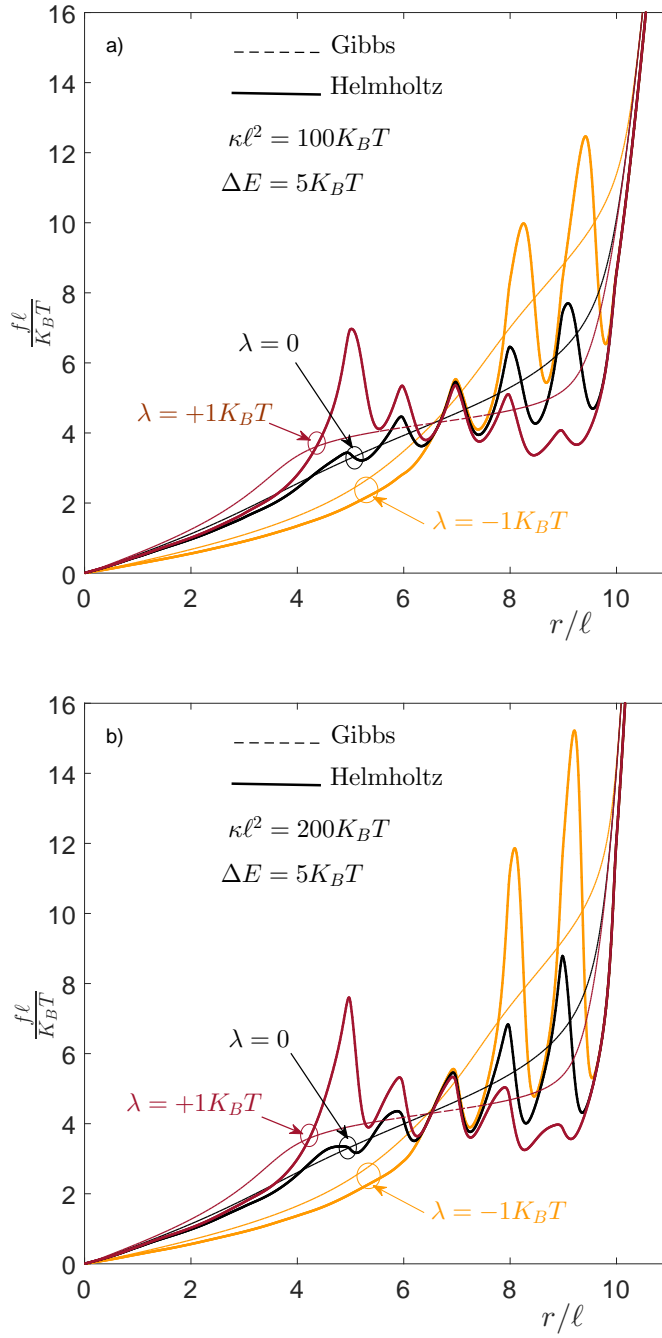 a)
Gibbs
Helmholtz
κℓ² = 100K_BT
ΔE = 5K_BT
λ = 0
λ = +1K_BT
λ = −1K_BT
fℓ/K_BT
16
14
12
10
8
6
4
2
0
0 2 4 6 8 10
r/ℓ
b)
Gibbs
Helmholtz
κℓ² = 200K_BT
ΔE = 5K_BT
λ = 0
λ = +1K_BT
λ = −1K_BT
fℓ/K_BT
16
14
12
10
8
6
4
2
0
0 2 4 6 8 10
r/ℓ